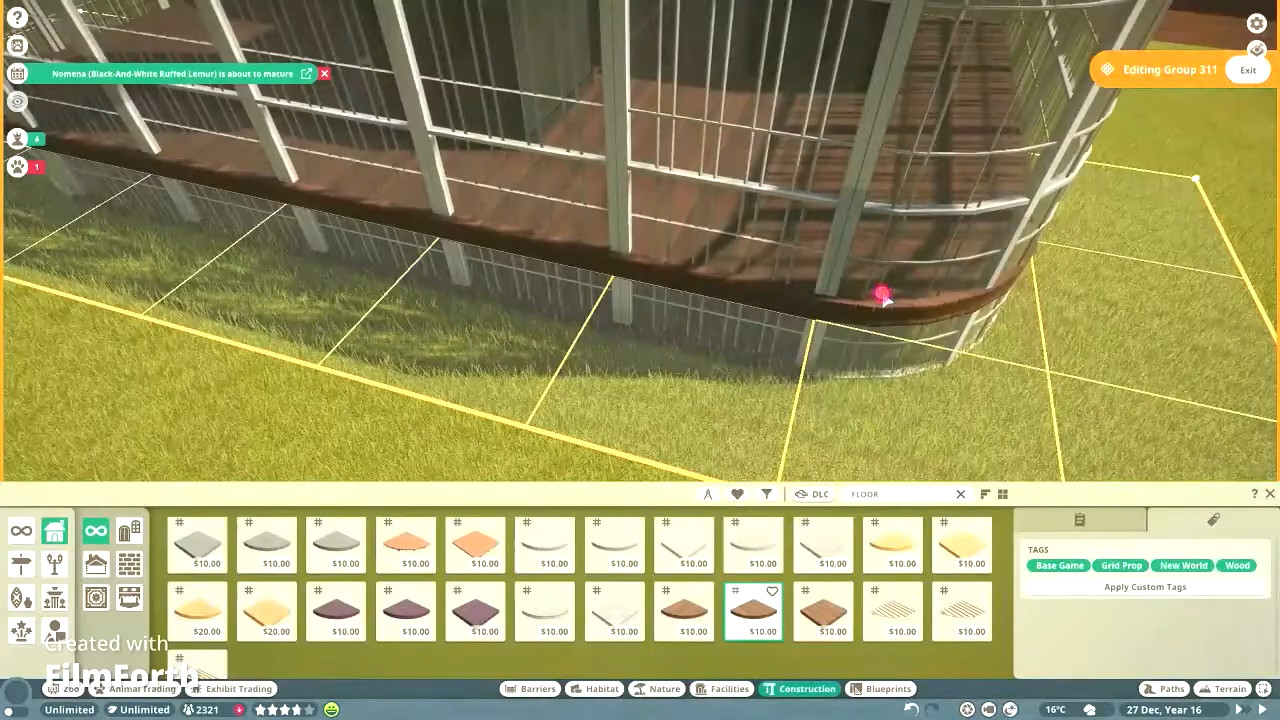 Nomena (Black-And-White Ruffed Lemur) is about to mature
Editing Group 311
Exit
4
1
DLC
FLOOR
$10.00 $10.00 $10.00 $10.00 $10.00 $10.00 $10.00 $10.00 $10.00 $10.00 $10.00 $10.00
$20.00 $20.00 $10.00 $10.00 $10.00 $10.00 $10.00 $10.00 $10.00 $10.00 $10.00 $10.00
TAGS
Base Game Grid Prop New World Wood
Apply Custom Tags
Created with
FilmForth
Zoo Animal Trading Exhibit Trading Barriers Habitat Nature Facilities Construction Blueprints Paths Terrain
Unlimited Unlimited 2321 16°C 27 Dec, Year 16